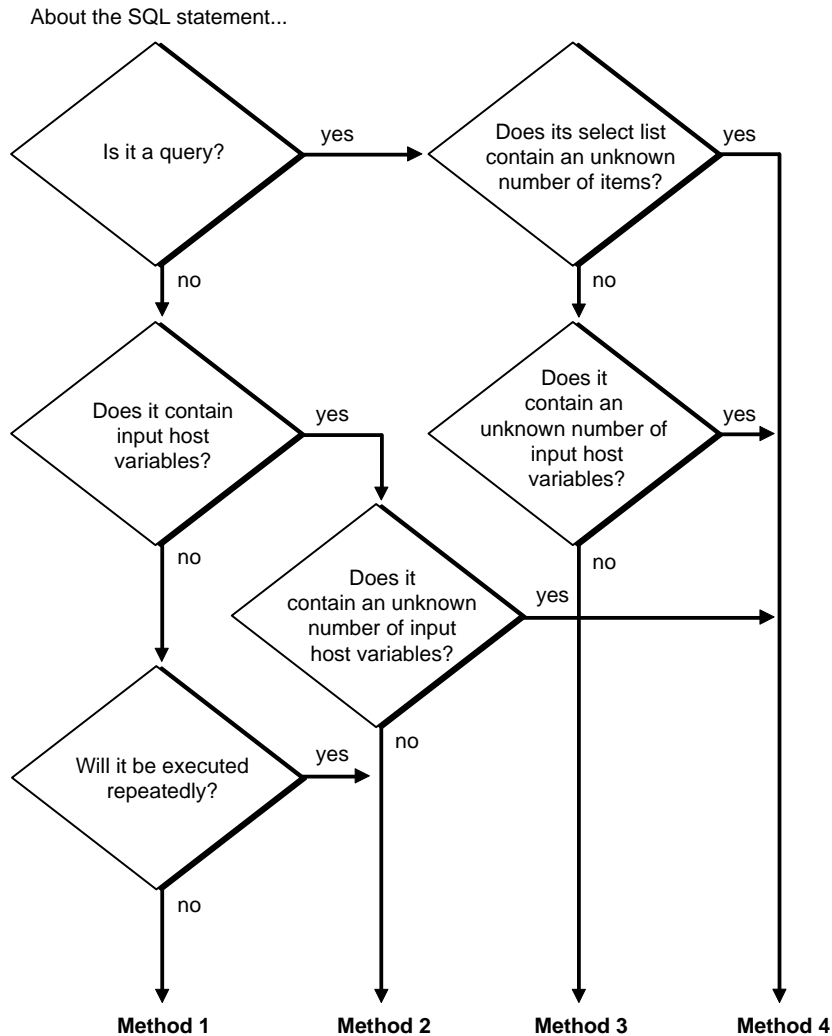 About the SQL statement...
Is it a query?
yes
Does its select list
contain an unknown
number of items?
yes
no
no
Does it contain
input host
variables?
yes
Does it
contain an
unknown number of
input host
variables?
yes
no
no
Does it
contain an unknown
number of input
host variables?
yes
no
Will it be executed
repeatedly?
yes
no
Method 1
Method 2
Method 3
Method 4